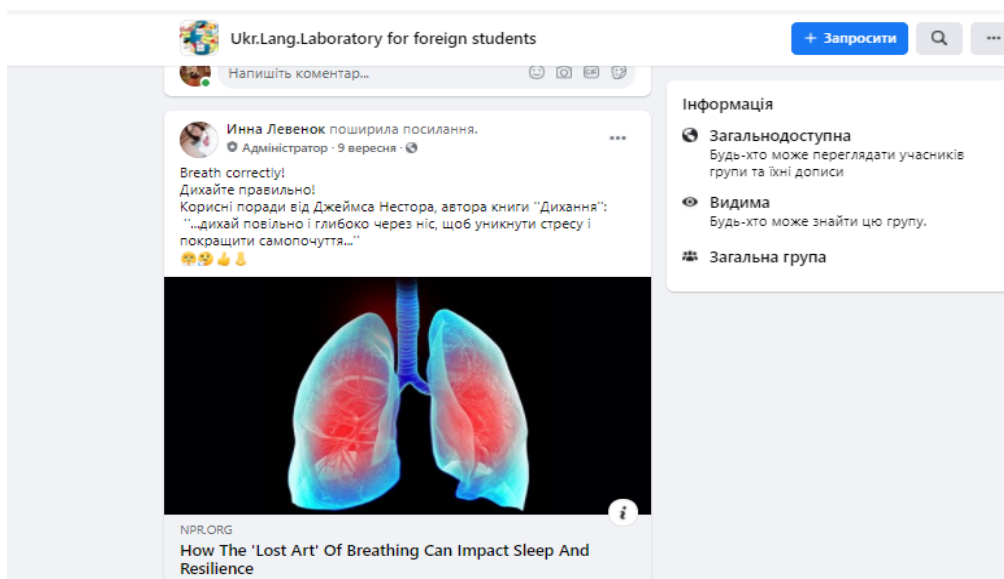 Ukr.Lang.Laboratory for foreign students
+ Запросити
Напишіть коментар...
GIF
Инна Левенок поширила посилання.
Адміністратор · 9 вересня ·
Breath correctly!
Дихайте правильно!
Корисні поради від Джеймса Нестора, автора книги "Дихання":
"...дихай повільно і глибоко через ніс, щоб уникнути стресу і
покращити самопочуття..."
i
NPR.ORG
How The 'Lost Art' Of Breathing Can Impact Sleep And
Resilience
Інформація
Загальнодоступна
Будь-хто може переглядати учасників
групи та їхні дописи
Видима
Будь-хто може знайти цю групу.
Загальна група